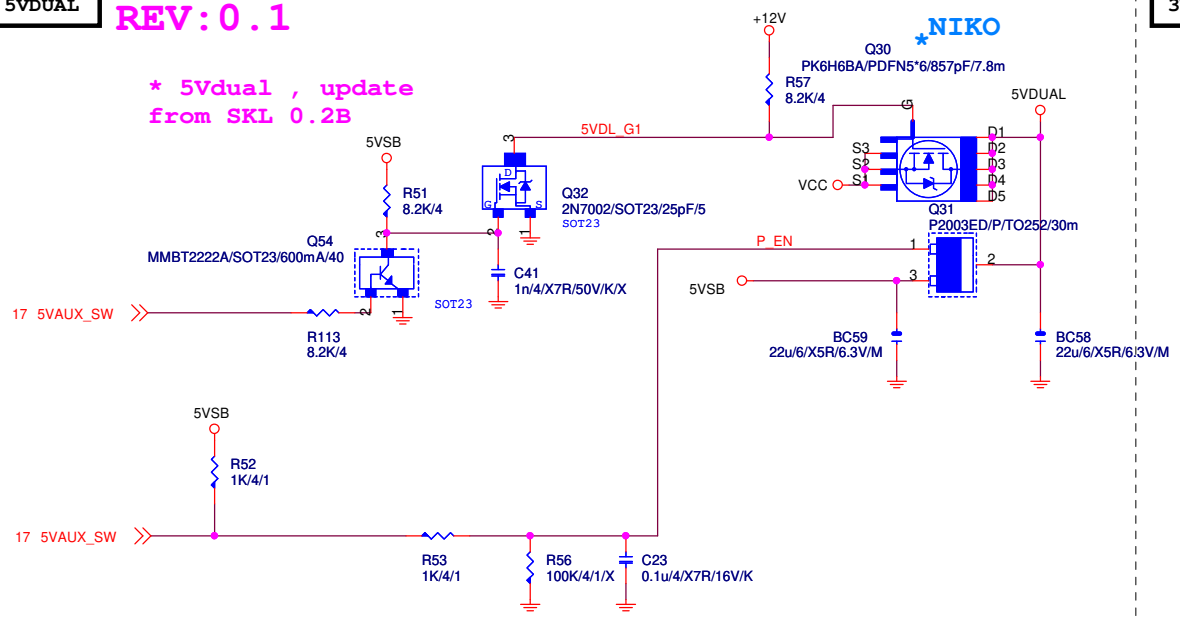 5VDUAL
REV:0.1
3
* 5Vdual , update
from SKL 0.2B
+12V
R57
8.2K/4
*NIKO
Q30
PK6H6BA/PDFN5*6/857pF/7.8m
5VDUAL
G
D1
D2
D3
D4
D5
S3
S2
S1
VCC
5VDL_G1
5VSB
R51
8.2K/4
3
D
G
S
2
1
Q32
2N7002/SOT23/25pF/5
SOT23
Q54
MMBT2222A/SOT23/600mA/40
3
2
1
SOT23
C41
1n/4/X7R/50V/K/X
17 5VAUX_SW
R113
8.2K/4
P_EN
Q31
P2003ED/P/TO252/30m
1
2
3
5VSB
BC59
22u/6/X5R/6.3V/M
BC58
22u/6/X5R/6.3V/M
5VSB
R52
1K/4/1
17 5VAUX_SW
R53
1K/4/1
R56
100K/4/1/X
C23
0.1u/4/X7R/16V/K